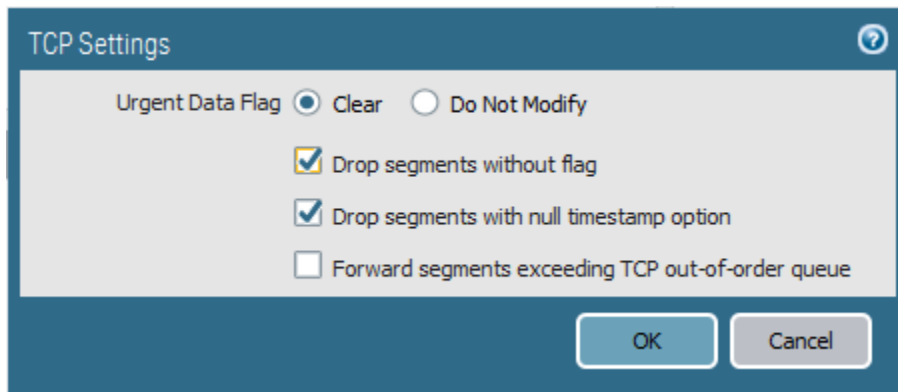 TCP Settings
Urgent Data Flag Clear Do Not Modify
Drop segments without flag
Drop segments with null timestamp option
Forward segments exceeding TCP out-of-order queue
OK Cancel